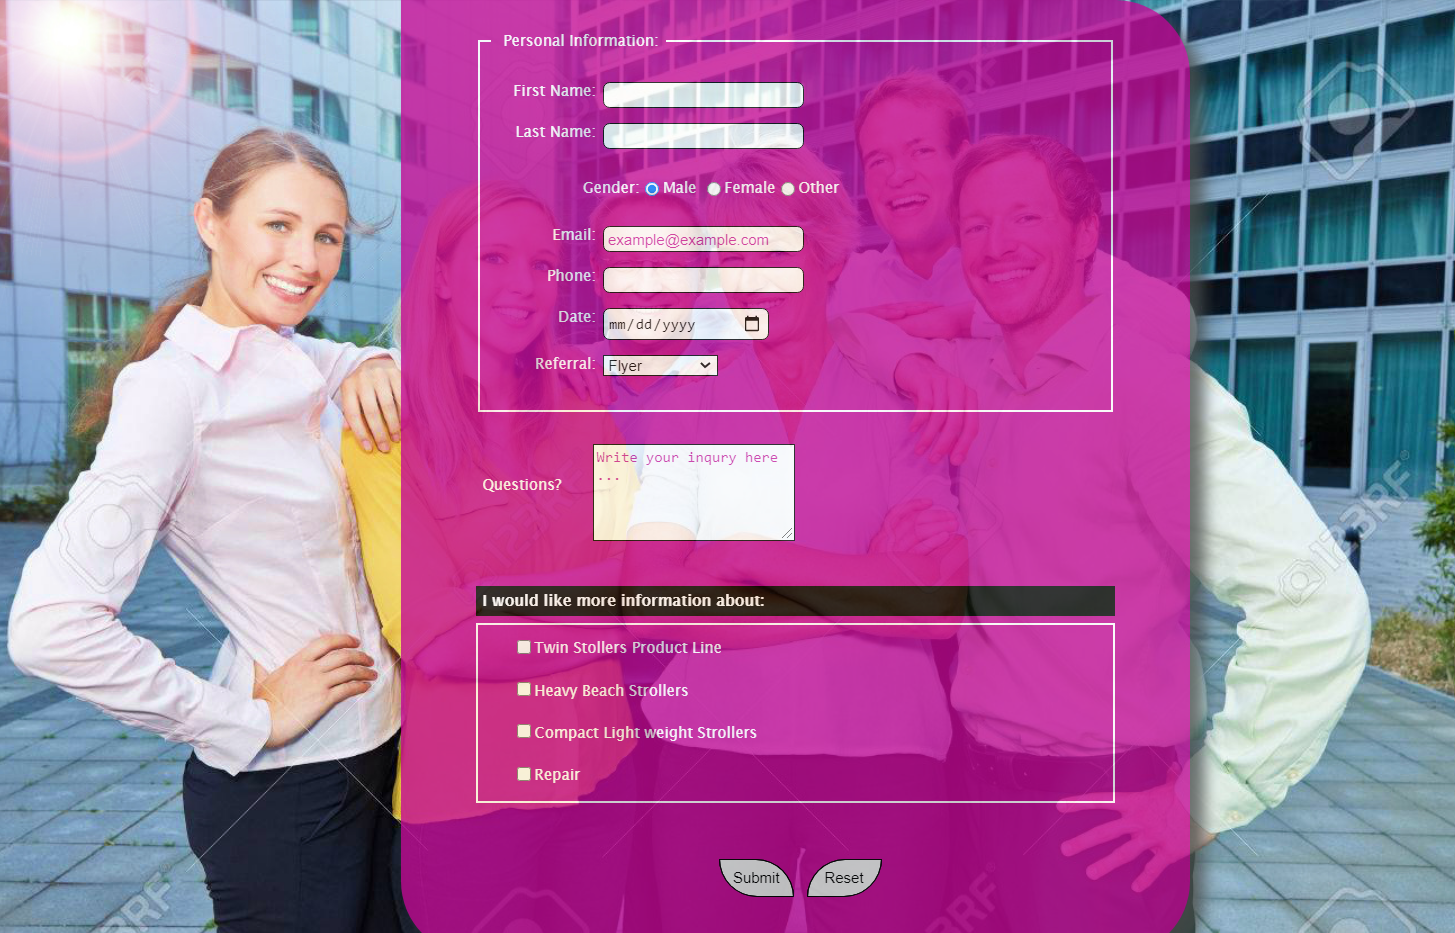 Personal Information:
First Name:
Last Name:
Gender: Male Female Other
Email: example@example.com
Phone:
Date: mm/dd/yyyy
Referral: Flyer
Questions? Write your inqury here
...
I would like more information about:
Twin Stollers Product Line
Heavy Beach Strollers
Compact Light weight Strollers
Repair
Submit Reset
123RF®